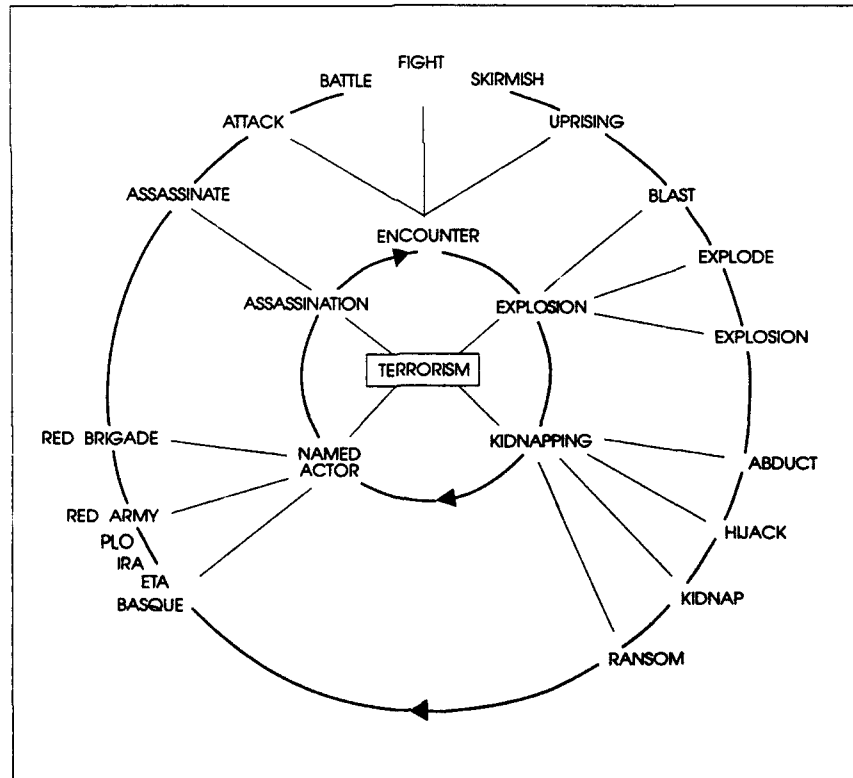 FIGHT
BATTLE
SKIRMISH
ATTACK
UPRISING
ASSASSINATE
BLAST
ENCOUNTER
EXPLODE
ASSASSINATION
EXPLOSION
EXPLOSION
TERRORISM
RED BRIGADE
NAMED
ACTOR
KIDNAPPING
ABDUCT
RED ARMY
HIJACK
PLO
IRA
ETA
BASQUE
KIDNAP
RANSOM